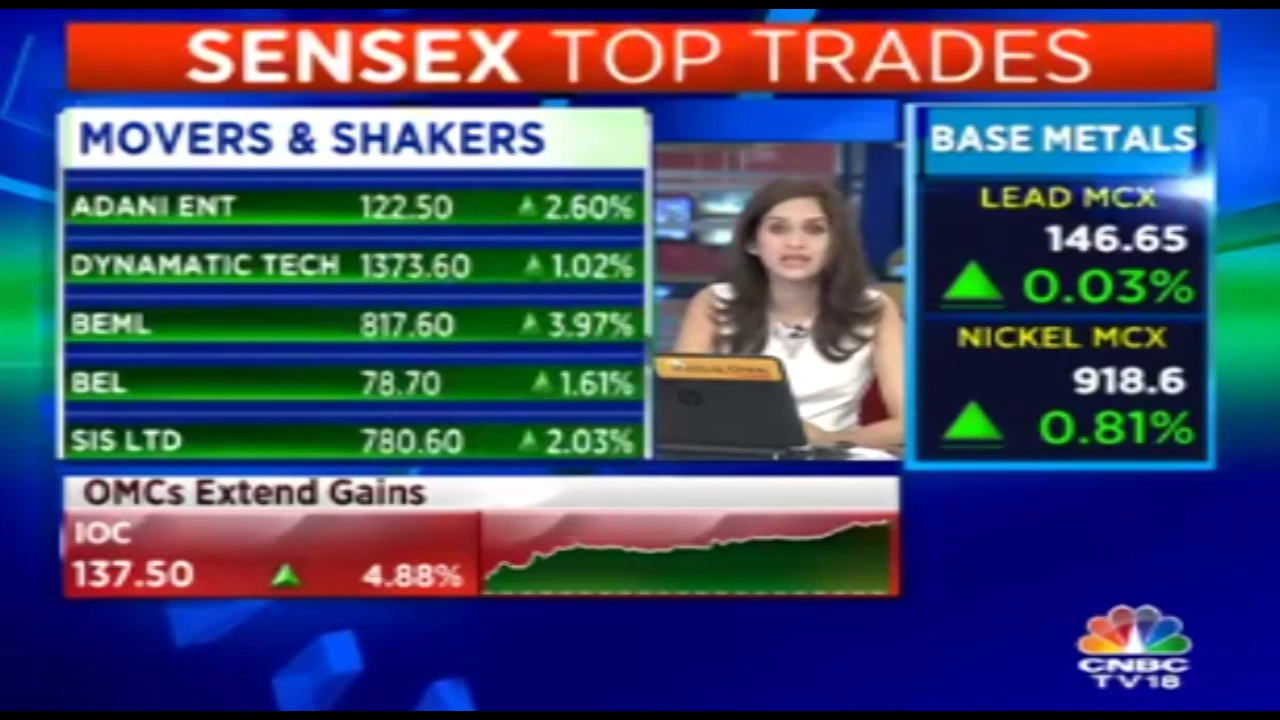 SENSEX TOP TRADES
MOVERS & SHAKERS
ADANI ENT 122.50 2.60%
DYNAMATIC TECH 1373.60 1.02%
BEML 817.60 3.97%
BEL 78.70 1.61%
SIS LTD 780.60 2.03%
BASE METALS
LEAD MCX
146.65
0.03%
NICKEL MCX
918.6
0.81%
OMCs Extend Gains
IOC
137.50 4.88%
CNBC
TV18